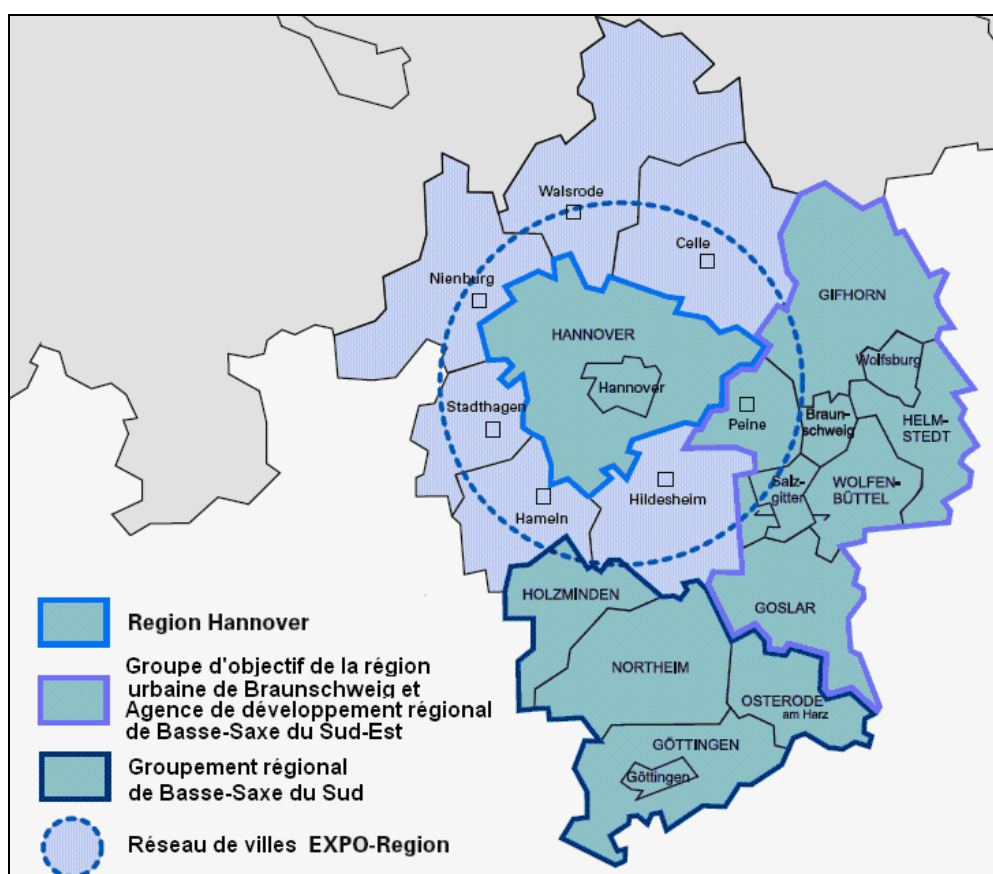 Walsrode
Celle
Nienburg
GIFHORN
HANNOVER
Wolfsburg
Hannover
Stadthagen
Peine
Braun-
schweig
HELM-
STEDT
Salz-
gitter
WOLFEN-
BÜTTEL
Hildesheim
Hameln
HOLZMINDEN
GOSLAR
NORTHEIM
OSTERODE
am Harz
GÖTTINGEN
Göttingen
Region Hannover
Groupe d'objectif de la région
urbaine de Braunschweig et
Agence de développement régional
de Basse-Saxe du Sud-Est
Groupement régional
de Basse-Saxe du Sud
Réseau de villes EXPO-Region